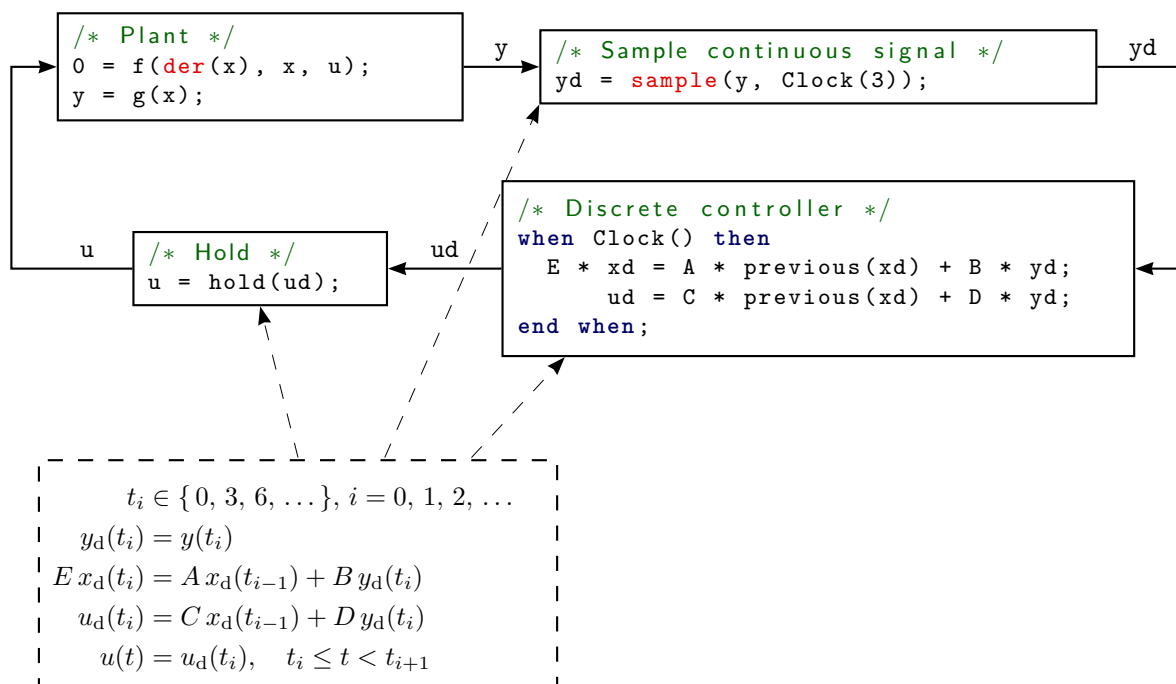 /* Plant */
0 = f(der(x), x, u);
y = g(x);
y
/* Sample continuous signal */
yd = sample(y, Clock(3));
yd
/* Discrete controller */
when Clock() then
E * xd = A * previous(xd) + B * yd;
ud = C * previous(xd) + D * yd;
end when;
ud
/* Hold */
u = hold(ud);
u
t_i ∈ {0, 3, 6, ...}, i = 0, 1, 2, ...
y_d(t_i) = y(t_i)
E x_d(t_i) = A x_d(t_{i−1}) + B y_d(t_i)
u_d(t_i) = C x_d(t_{i−1}) + D y_d(t_i)
u(t) = u_d(t_i), t_i ≤ t < t_{i+1}